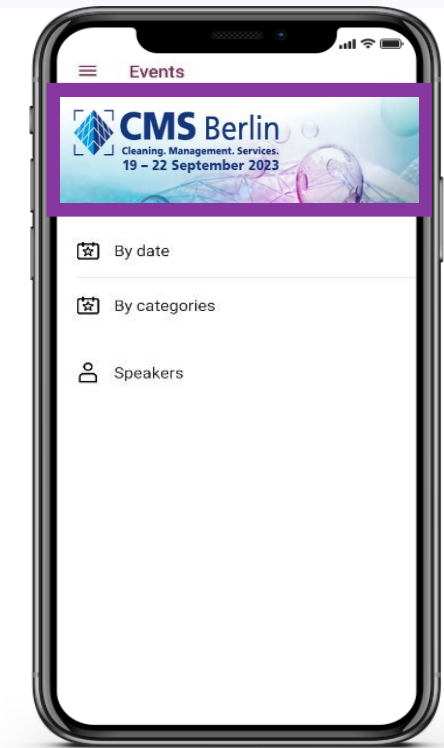 Events
CMS Berlin
Cleaning. Management. Services.
19 – 22 September 2023
By date
By categories
Speakers